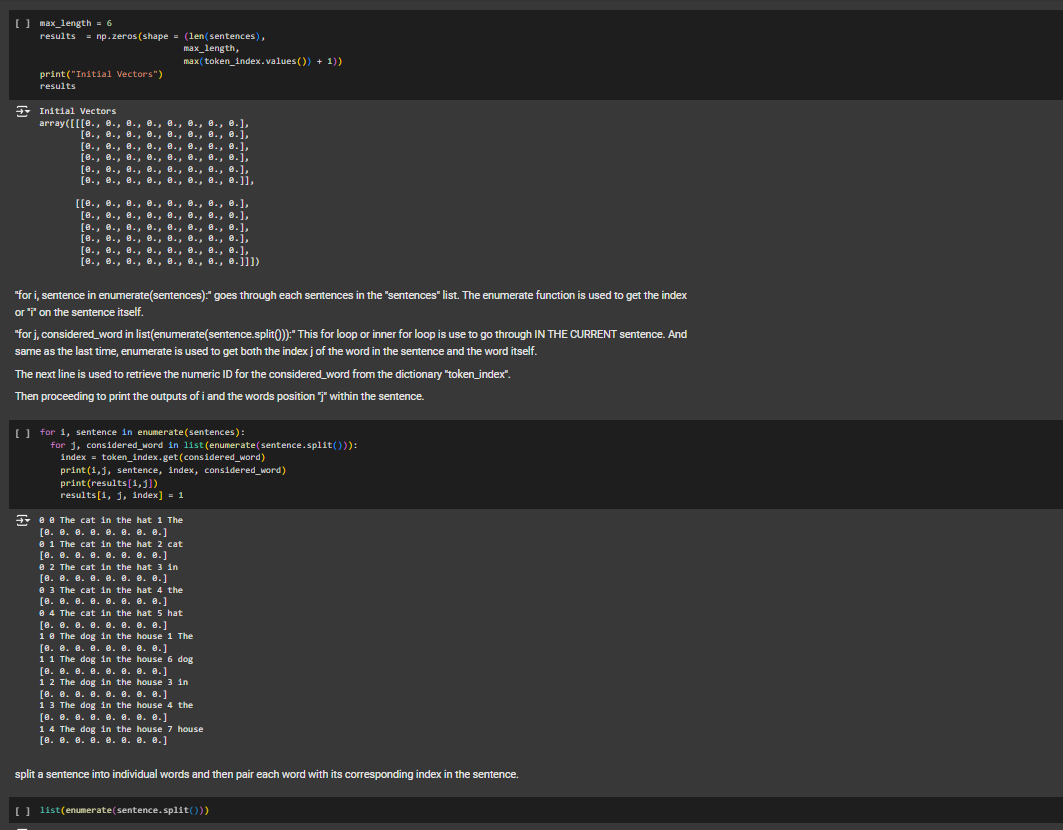 [ ] max_length = 6
results  = np.zeros(shape = (len(sentences),
max_length,
max(token_index.values()) + 1))
print("Initial Vectors")
results
Initial Vectors
array([[[0., 0., 0., 0., 0., 0., 0., 0.],
[0., 0., 0., 0., 0., 0., 0., 0.],
[0., 0., 0., 0., 0., 0., 0., 0.],
[0., 0., 0., 0., 0., 0., 0., 0.],
[0., 0., 0., 0., 0., 0., 0., 0.],
[0., 0., 0., 0., 0., 0., 0., 0.]],
[[0., 0., 0., 0., 0., 0., 0., 0.],
[0., 0., 0., 0., 0., 0., 0., 0.],
[0., 0., 0., 0., 0., 0., 0., 0.],
[0., 0., 0., 0., 0., 0., 0., 0.],
[0., 0., 0., 0., 0., 0., 0., 0.],
[0., 0., 0., 0., 0., 0., 0., 0.]]])
"for i, sentence in enumerate(sentences):" goes through each sentences in the "sentences" list. The enumerate function is used to get the index
or "i" on the sentence itself.
"for j, considered_word in list(enumerate(sentence.split())):" This for loop or inner for loop is use to go through IN THE CURRENT sentence. And
same as the last time, enumerate is used to get both the index j of the word in the sentence and the word itself.
The next line is used to retrieve the numeric ID for the considered_word from the dictionary "token_index".
Then proceeding to print the outputs of i and the words position "j" within the sentence.
[ ] for i, sentence in enumerate(sentences):
for j, considered_word in list(enumerate(sentence.split())):
index = token_index.get(considered_word)
print(i,j, sentence, index, considered_word)
print(results[i,j])
results[i, j, index] = 1
0 0 The cat in the hat 1 The
[0. 0. 0. 0. 0. 0. 0. 0.]
0 1 The cat in the hat 2 cat
[0. 0. 0. 0. 0. 0. 0. 0.]
0 2 The cat in the hat 3 in
[0. 0. 0. 0. 0. 0. 0. 0.]
0 3 The cat in the hat 4 the
[0. 0. 0. 0. 0. 0. 0. 0.]
0 4 The cat in the hat 5 hat
[0. 0. 0. 0. 0. 0. 0. 0.]
1 0 The dog in the house 1 The
[0. 0. 0. 0. 0. 0. 0. 0.]
1 1 The dog in the house 6 dog
[0. 0. 0. 0. 0. 0. 0. 0.]
1 2 The dog in the house 3 in
[0. 0. 0. 0. 0. 0. 0. 0.]
1 3 The dog in the house 4 the
[0. 0. 0. 0. 0. 0. 0. 0.]
1 4 The dog in the house 7 house
[0. 0. 0. 0. 0. 0. 0. 0.]
split a sentence into individual words and then pair each word with its corresponding index in the sentence.
[ ] list(enumerate(sentence.split()))